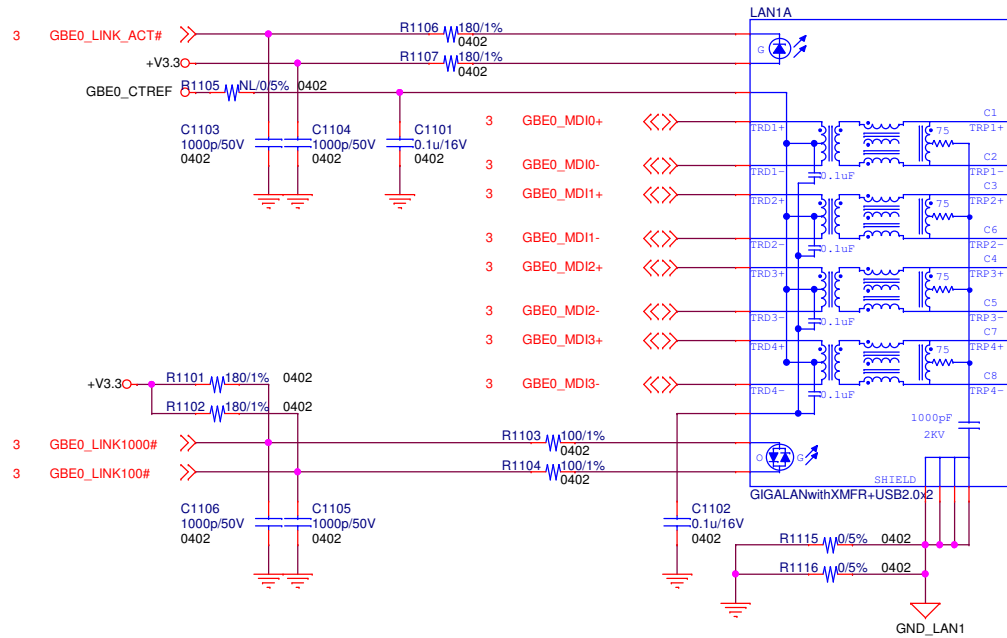 LAN1A
3 GBE0_LINK_ACT# R1106 180/1%
0402
G
+V3.3 R1107 180/1%
0402
GBE0_CTREF R1105 NL/0/5% 0402
C1103
1000p/50V
0402
C1104
1000p/50V
0402
C1101
0.1u/16V
0402
3 GBE0_MDI0+ TRD1+ C1 TRP1+
75
3 GBE0_MDI0- TRD1- C2 TRP1-
0.1uF
3 GBE0_MDI1+ TRD2+ C3 TRP2+
75
3 GBE0_MDI1- TRD2- C6 TRP2-
0.1uF
3 GBE0_MDI2+ TRD3+ C4 TRP3+
75
3 GBE0_MDI2- TRD3- C5 TRP3-
0.1uF
3 GBE0_MDI3+ TRD4+ C7 TRP4+
75
3 GBE0_MDI3- TRD4- C8 TRP4-
0.1uF
+V3.3 R1101 180/1% 0402
R1102 180/1% 0402
1000pF
2KV
3 GBE0_LINK1000# R1103 100/1%
0402
O G
3 GBE0_LINK100# R1104 100/1%
0402
SHIELD
GIGALANwithXMFR+USB2.0x2
C1106
1000p/50V
0402
C1105
1000p/50V
0402
C1102
0.1u/16V
0402
R1115 0/5% 0402
R1116 0/5% 0402
GND_LAN1